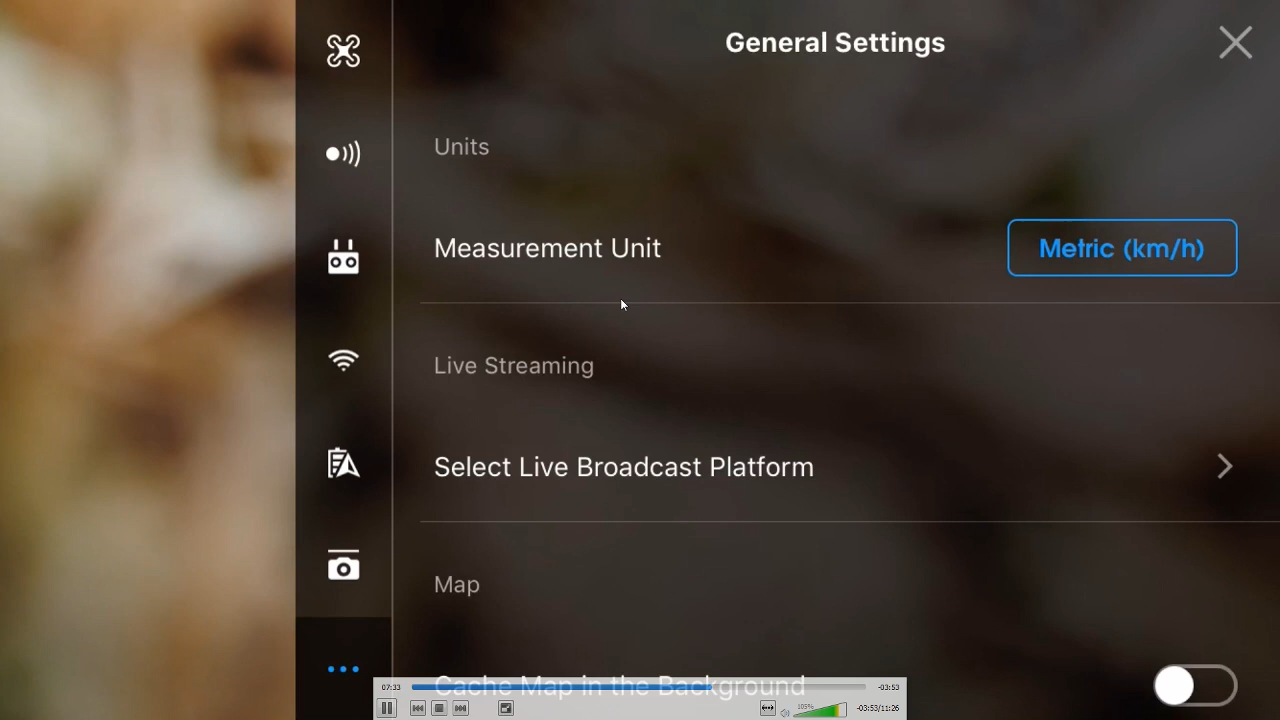 General Settings
Units
Measurement Unit
Metric (km/h)
Live Streaming
Select Live Broadcast Platform
Map
Cache Map in the Background
07:33
-03:53
105%
-03:53/11:26